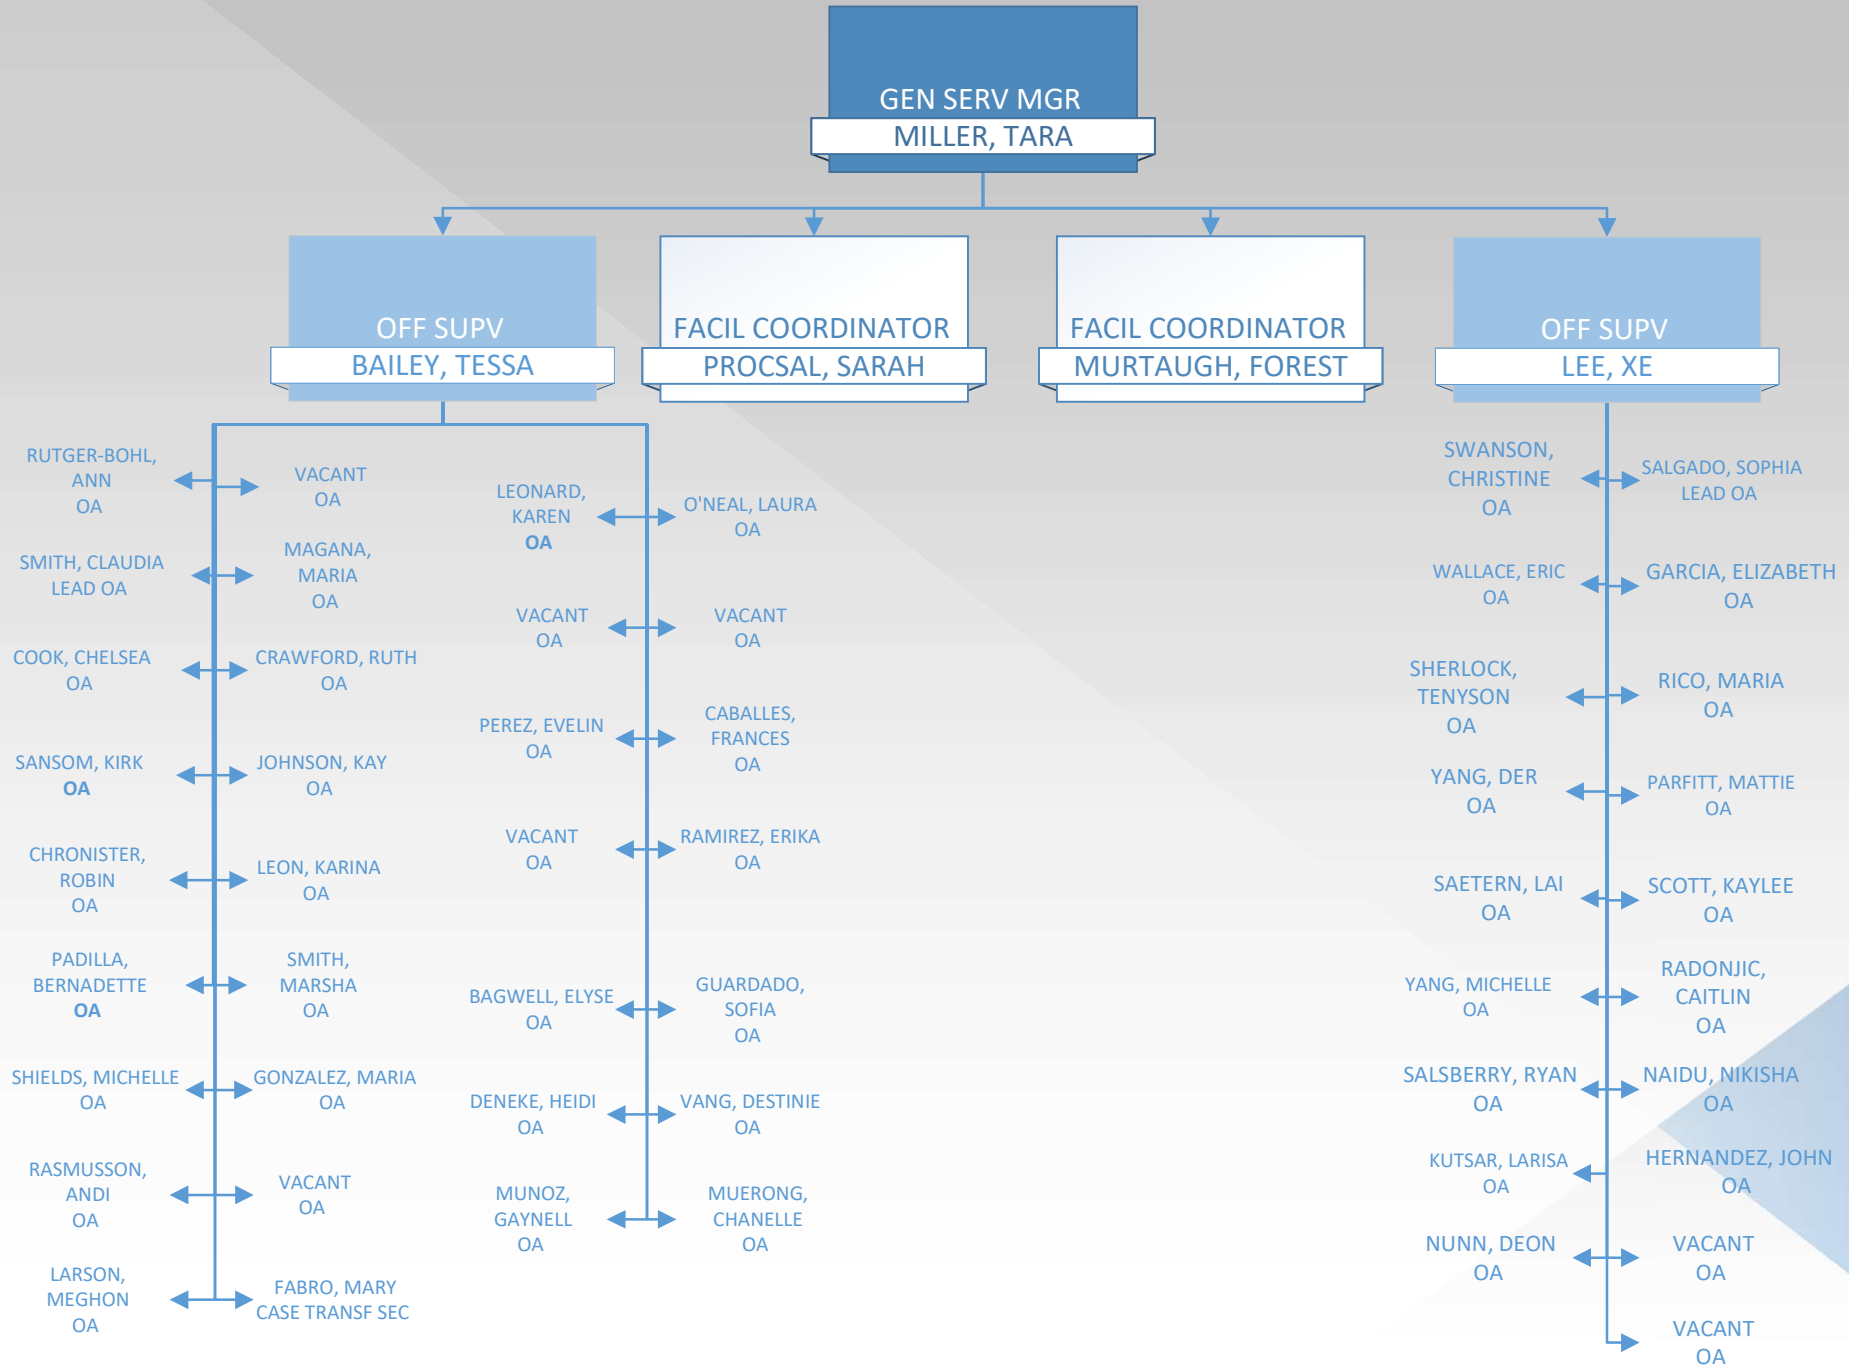 GEN SERV MGR
MILLER, TARA
OFF SUPV
BAILEY, TESSA
FACIL COORDINATOR
PROCSAL, SARAH
FACIL COORDINATOR
MURTAUGH, FOREST
OFF SUPV
LEE, XE
RUTGER-BOHL,
ANN
OA
VACANT
OA
SMITH, CLAUDIA
LEAD OA
MAGANA,
MARIA
OA
COOK, CHELSEA
OA
CRAWFORD, RUTH
OA
SANSOM, KIRK
OA
JOHNSON, KAY
OA
CHRONISTER,
ROBIN
OA
LEON, KARINA
OA
PADILLA,
BERNADETTE
OA
SMITH,
MARSHA
OA
SHIELDS, MICHELLE
OA
GONZALEZ, MARIA
OA
RASMUSSON,
ANDI
OA
VACANT
OA
LARSON,
MEGHON
OA
FABRO, MARY
CASE TRANSF SEC
LEONARD,
KAREN
OA
O'NEAL, LAURA
OA
VACANT
OA
VACANT
OA
PEREZ, EVELIN
OA
CABALLES,
FRANCES
OA
VACANT
OA
RAMIREZ, ERIKA
OA
BAGWELL, ELYSE
OA
GUARDADO,
SOFIA
OA
DENEKE, HEIDI
OA
VANG, DESTINIE
OA
MUNOZ,
GAYNELL
OA
MUERONG,
CHANELLE
OA
SWANSON,
CHRISTINE
OA
SALGADO, SOPHIA
LEAD OA
WALLACE, ERIC
OA
GARCIA, ELIZABETH
OA
SHERLOCK,
TENYSON
OA
RICO, MARIA
OA
YANG, DER
OA
PARFITT, MATTIE
OA
SAETERN, LAI
OA
SCOTT, KAYLEE
OA
YANG, MICHELLE
OA
RADONJIC,
CAITLIN
OA
SALSBERRY, RYAN
OA
NAIDU, NIKISHA
OA
KUTSAR, LARISA
OA
HERNANDEZ, JOHN
OA
NUNN, DEON
OA
VACANT
OA
VACANT
OA